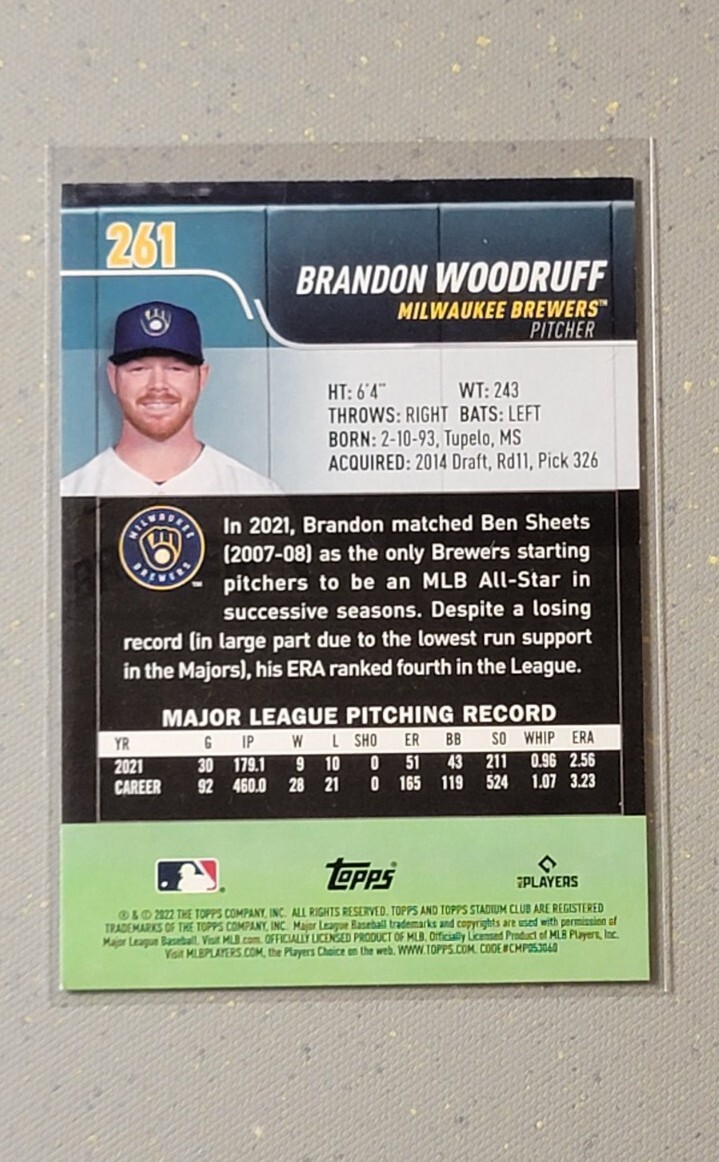 261
BRANDON WOODRUFF
MILWAUKEE BREWERS™
PITCHER
HT: 6'4" WT: 243
THROWS: RIGHT BATS: LEFT
BORN: 2-10-93, Tupelo, MS
ACQUIRED: 2014 Draft, Rd11, Pick 326
MILWAUKEE
BREWERS
™
In 2021, Brandon matched Ben Sheets
(2007-08) as the only Brewers starting
pitchers to be an MLB All-Star in
successive seasons. Despite a losing
record (in large part due to the lowest run support
in the Majors), his ERA ranked fourth in the League.
MAJOR LEAGUE PITCHING RECORD
YR G IP W L SHO ER BB SO WHIP ERA
2021 30 179.1 9 10 0 51 43 211 0.96 2.56
CAREER 92 460.0 28 21 0 165 119 524 1.07 3.23
Topps®
MLB PLAYERS
® & © 2022 THE TOPPS COMPANY, INC. ALL RIGHTS RESERVED. TOPPS AND TOPPS STADIUM CLUB ARE REGISTERED
TRADEMARKS OF THE TOPPS COMPANY, INC. Major League Baseball trademarks and copyrights are used with permission of
Major League Baseball. Visit MLB.com. OFFICIALLY LICENSED PRODUCT OF MLB. Officially Licensed Product of MLB Players, Inc.
Visit MLBPLAYERS.COM, the Players Choice on the web. WWW.TOPPS.COM. CODE#CMP053060